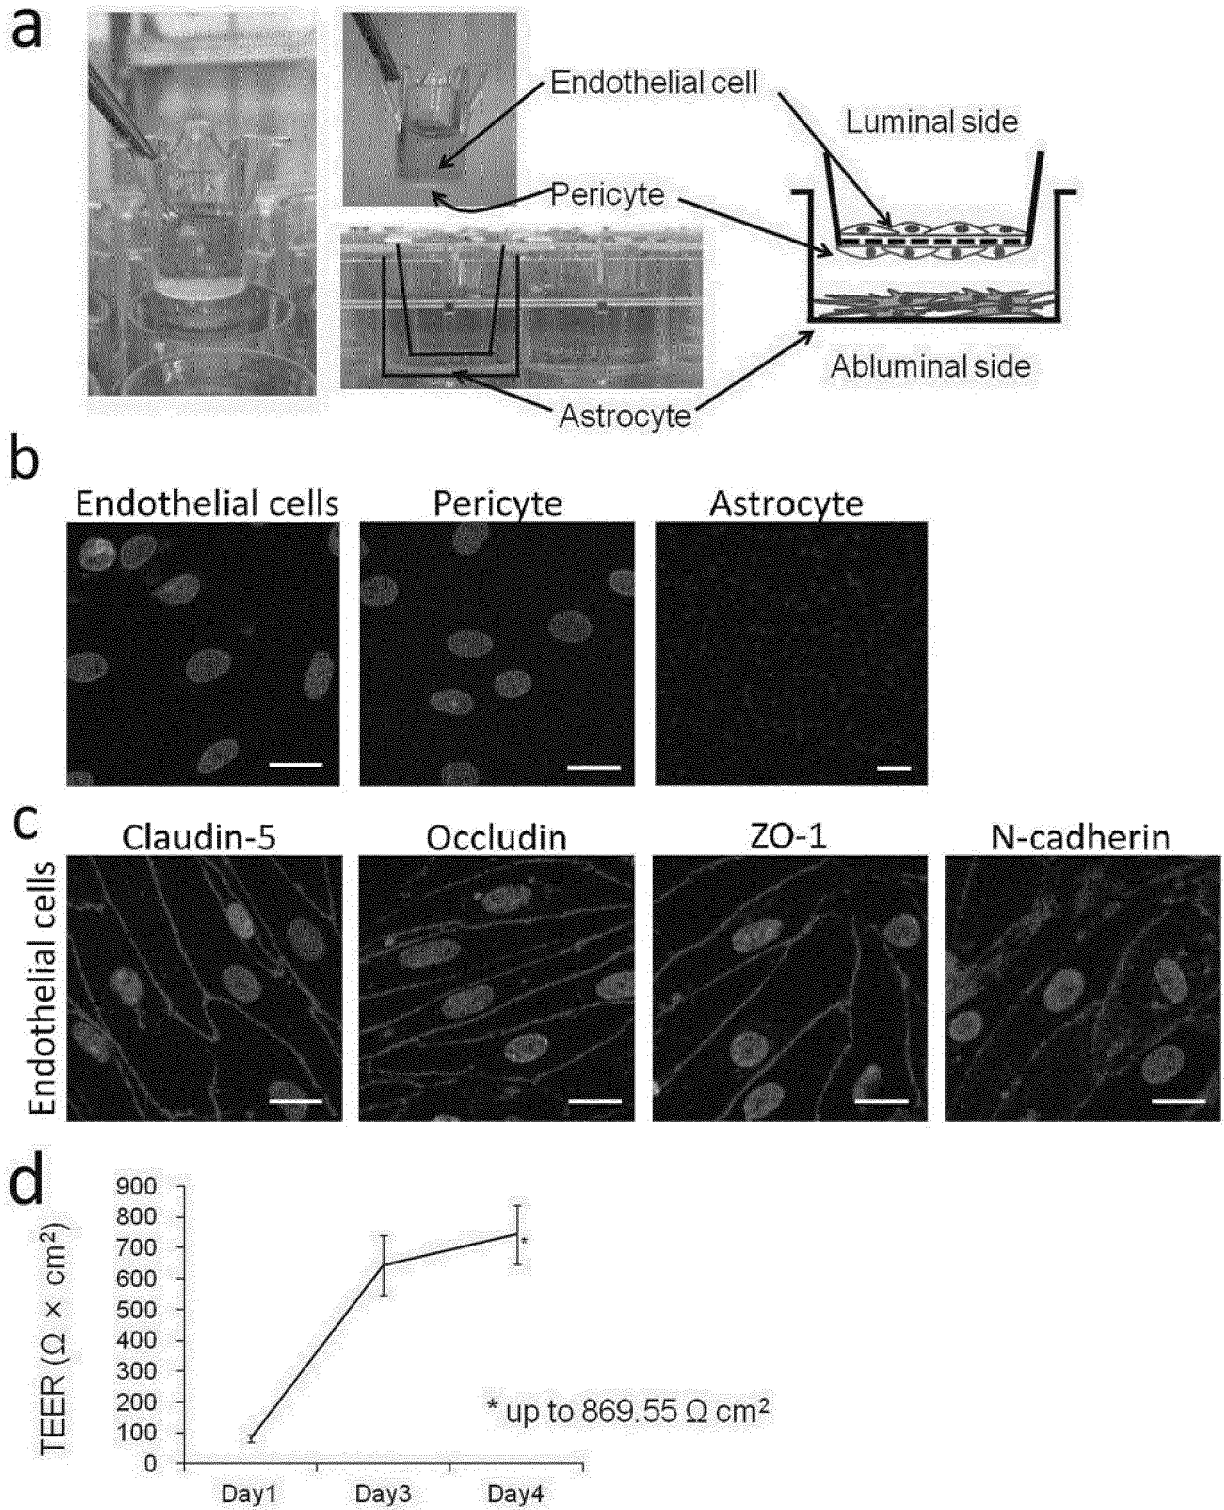 a
Endothelial cell
Luminal side
Pericyte
Abluminal side
Astrocyte
b
Endothelial cells Pericyte Astrocyte
c
Claudin-5 Occludin ZO-1 N-cadherin
Endothelial cells
d
TEER (Ω × cm²)
900
800
700
600
500
400
300
200
100
0
*
* up to 869.55 Ω cm²
Day1 Day3 Day4